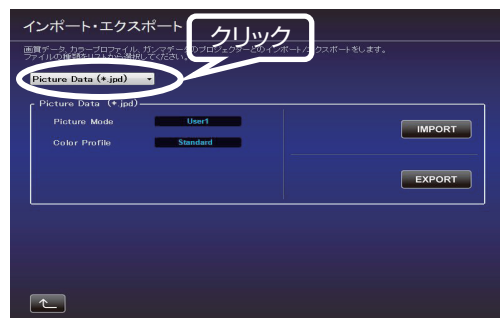 インポート・エクスポート
クリック
画質データ、カラープロファイル、ガンマデータのプロジェクターとのインポート/エクスポートをします。
ファイルの種類をリストから選択してください。
Picture Data (*.jpd)
Picture Data (*.jpd)
Picture Mode User1
Color Profile Standard
IMPORT
EXPORT